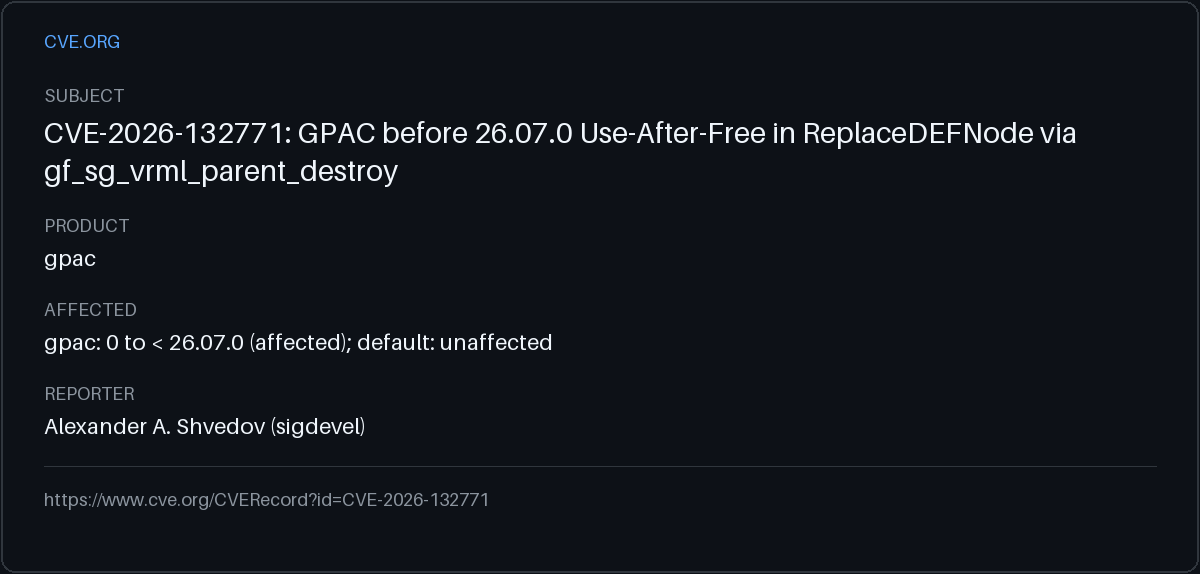 CVE.ORG
SUBJECT
CVE-2026-132771: GPAC before 26.07.0 Use-After-Free in ReplaceDEFNode via
gf_sg_vrml_parent_destroy
PRODUCT
gpac
AFFECTED
gpac: 0 to < 26.07.0 (affected); default: unaffected
REPORTER
Alexander A. Shvedov (sigdevel)
https://www.cve.org/CVERecord?id=CVE-2026-132771